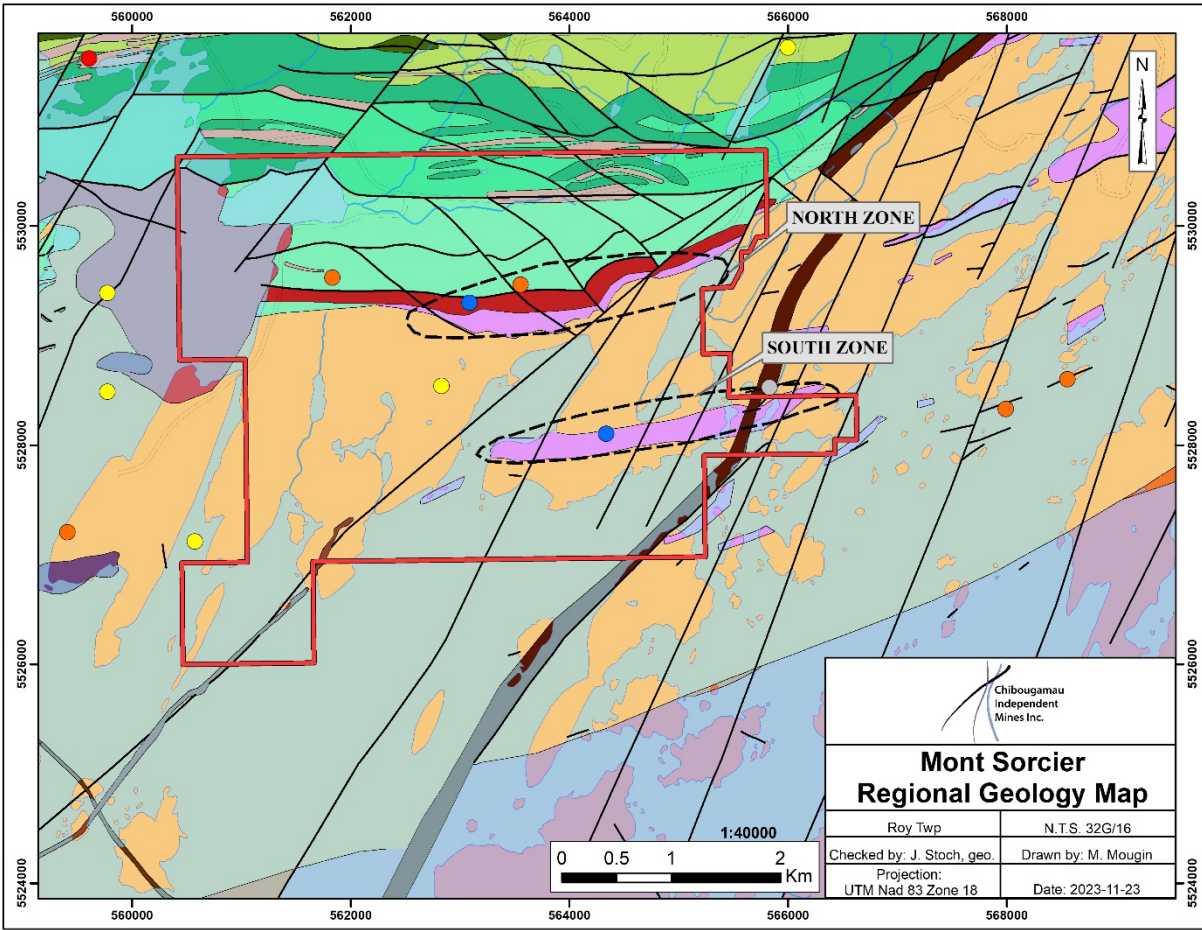 560000 562000 564000 566000 568000
N
5530000 5530000
NORTH ZONE
SOUTH ZONE
5528000 5528000
5526000 5526000
5524000 5524000
Chibougamau
Independent
Mines Inc.
Mont Sorcier
Regional Geology Map
Roy Twp N.T.S. 32G/16
Checked by: J. Stoch, geo. Drawn by: M. Mougin
Projection:
UTM Nad 83 Zone 18 Date: 2023-11-23
1:40000
0 0.5 1 2
Km
560000 562000 564000 566000 568000